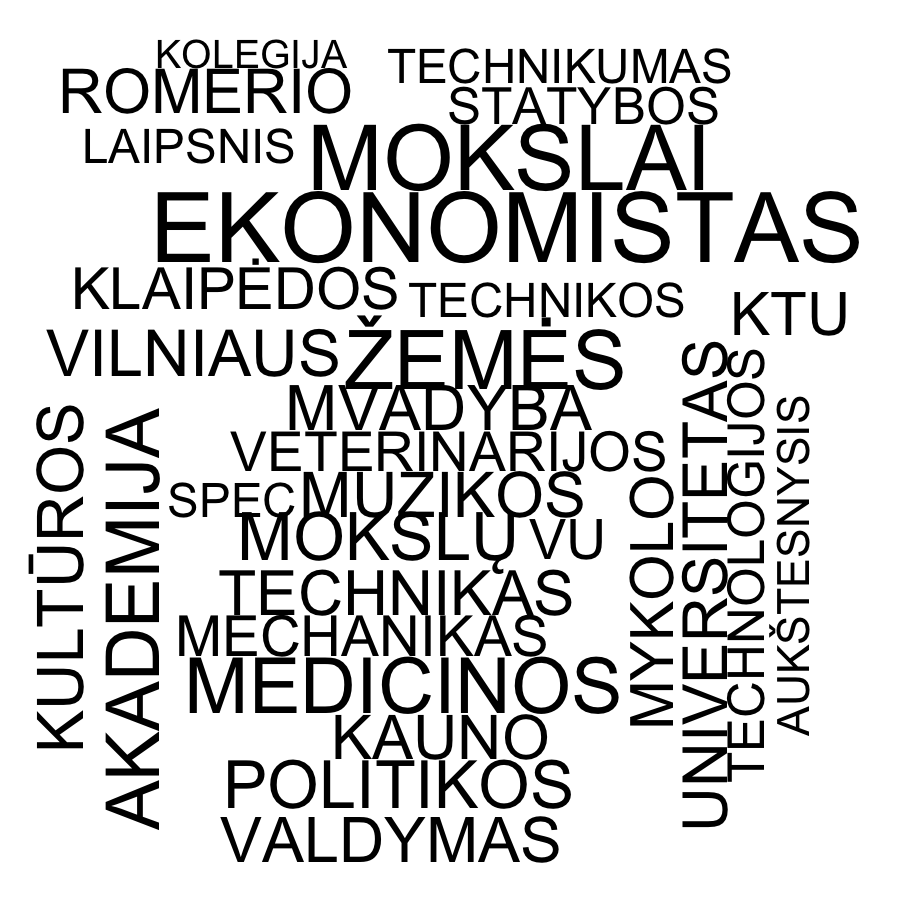 KOLEGIJA
TECHNIKUMAS
ROMERIO
STATYBOS
LAIPSNIS
MOKSLAI
EKONOMISTAS
KLAIPĖDOS
TECHNIKOS
KTU
VILNIAUS
ŽEMĖS
MVADYBA
VETERINARIJOS
SPEC
MUZIKOS
MOKSLŲ
VU
TECHNIKAS
MECHANIKAS
MEDICINOS
KAUNO
POLITIKOS
VALDYMAS
KULTŪROS
AKADEMIJA
MYKOLO
UNIVERSITETAS
TECHNOLOGIJOS
AUKŠTESNYSIS